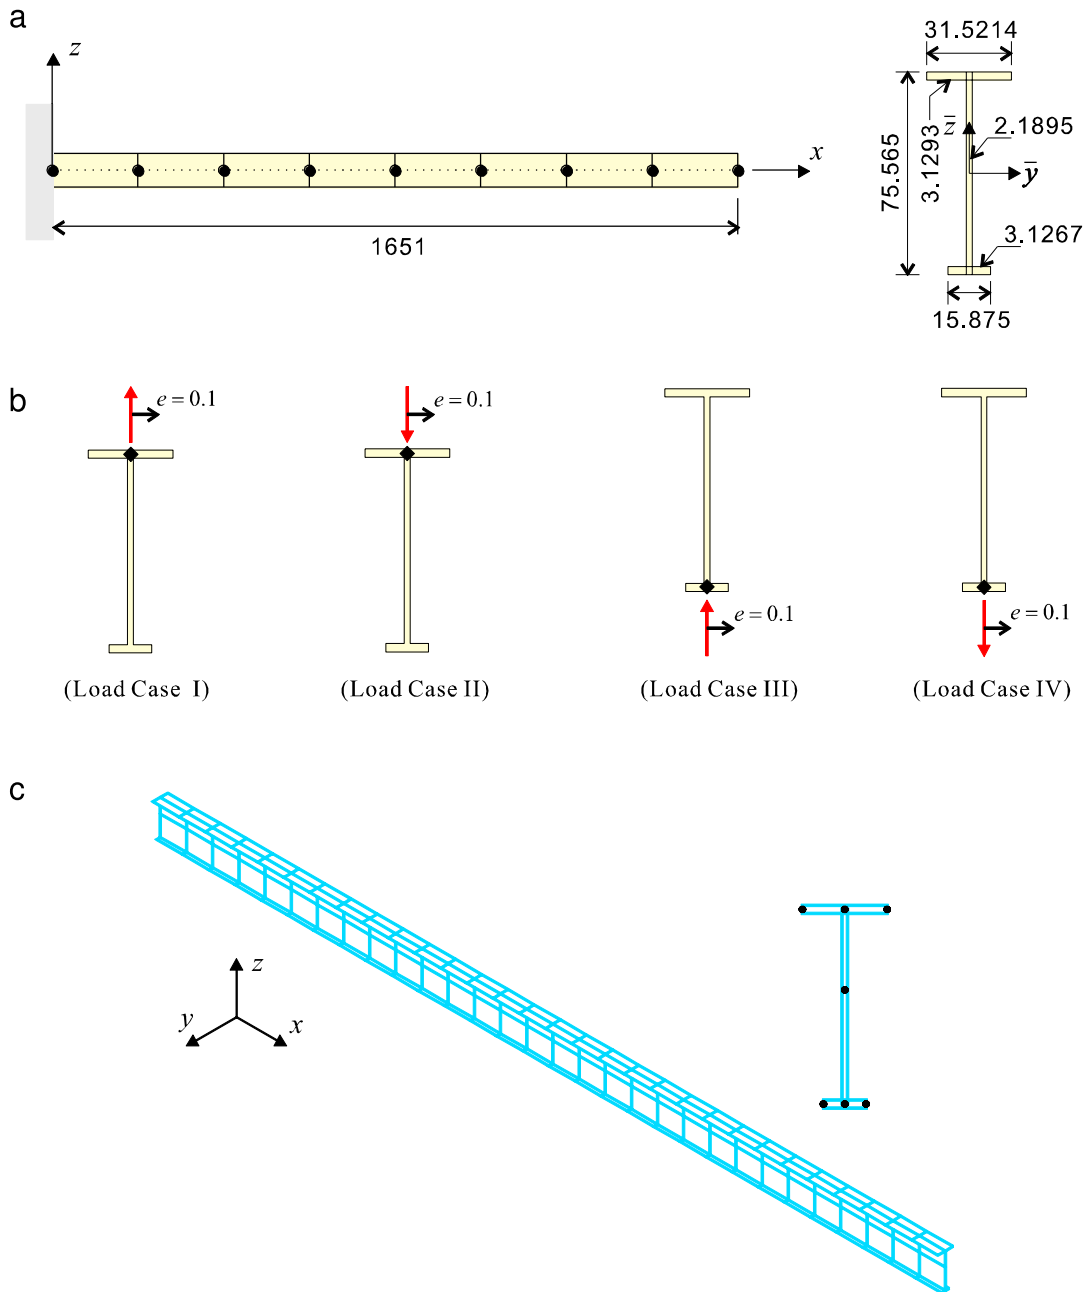 a
z
x
1651
31.5214
75.565
3.1293
z̅
2.1895
y̅
3.1267
15.875
b
e = 0.1
e = 0.1
e = 0.1
e = 0.1
(Load Case I)
(Load Case II)
(Load Case III)
(Load Case IV)
c
z
y
x